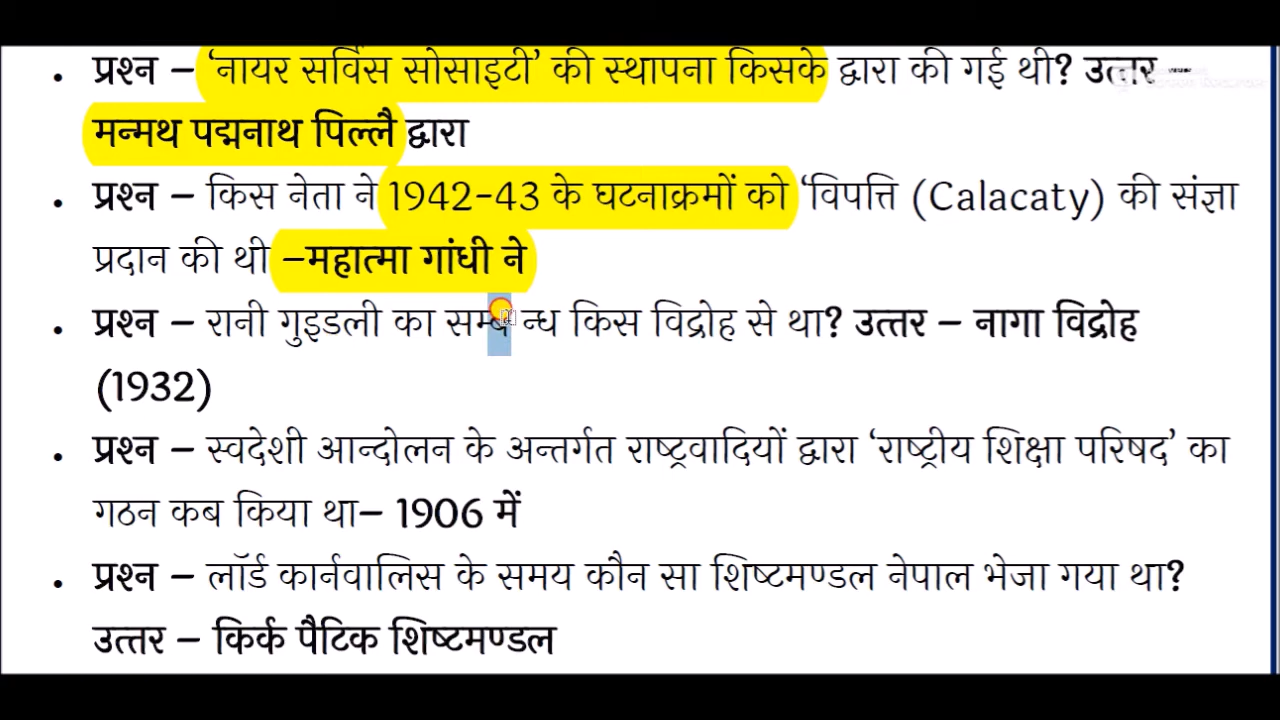 • प्रश्न – ‘नायर सर्विस सोसाइटी’ की स्थापना किसके द्वारा की गई थी? उत्तर –
मन्मथ पद्मनाथ पिल्लै द्वारा
• प्रश्न – किस नेता ने 1942-43 के घटनाक्रमों को ‘विपत्ति (Calacaty) की संज्ञा
प्रदान की थी –महात्मा गांधी ने
• प्रश्न – रानी गुइडली का सम्बन्ध किस विद्रोह से था? उत्तर – नागा विद्रोह
(1932)
• प्रश्न – स्वदेशी आन्दोलन के अन्तर्गत राष्ट्रवादियों द्वारा ‘राष्ट्रीय शिक्षा परिषद’ का
गठन कब किया था– 1906 में
• प्रश्न – लॉर्ड कार्नवालिस के समय कौन सा शिष्टमण्डल नेपाल भेजा गया था?
उत्तर – किर्क पैटिक शिष्टमण्डल